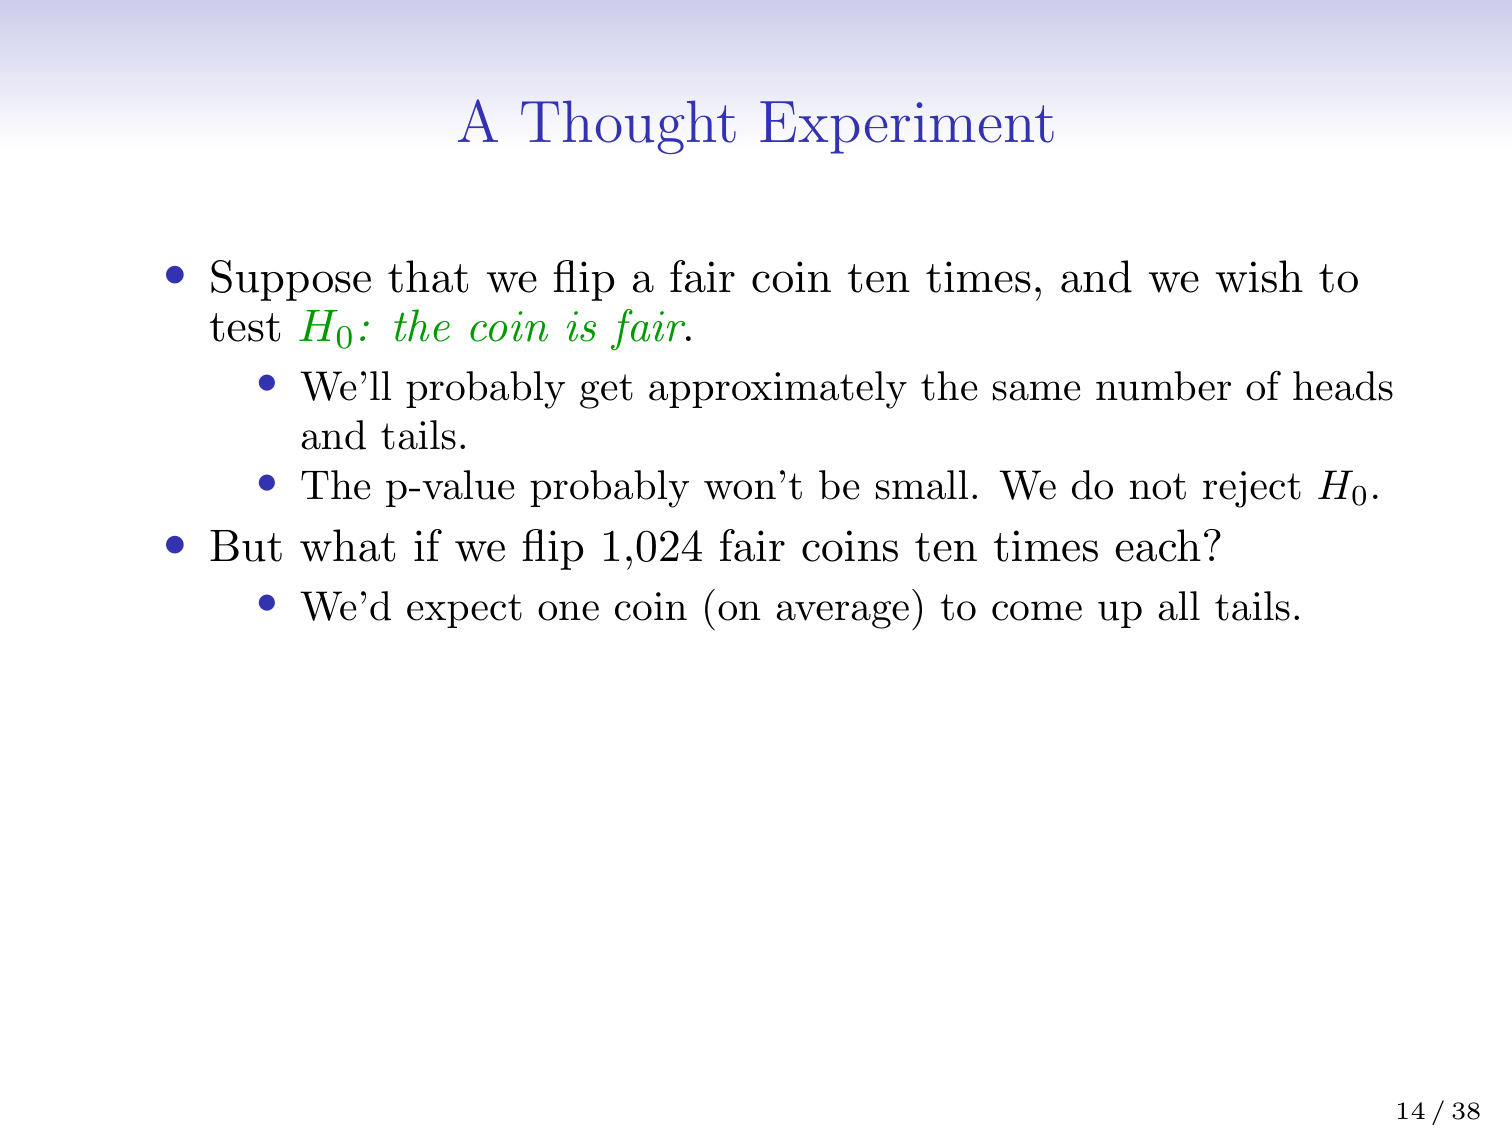 A Thought Experiment
• Suppose that we flip a fair coin ten times, and we wish to
test H₀: the coin is fair.
• We'll probably get approximately the same number of heads
and tails.
• The p-value probably won't be small. We do not reject H₀.
• But what if we flip 1,024 fair coins ten times each?
• We'd expect one coin (on average) to come up all tails.
14 / 38